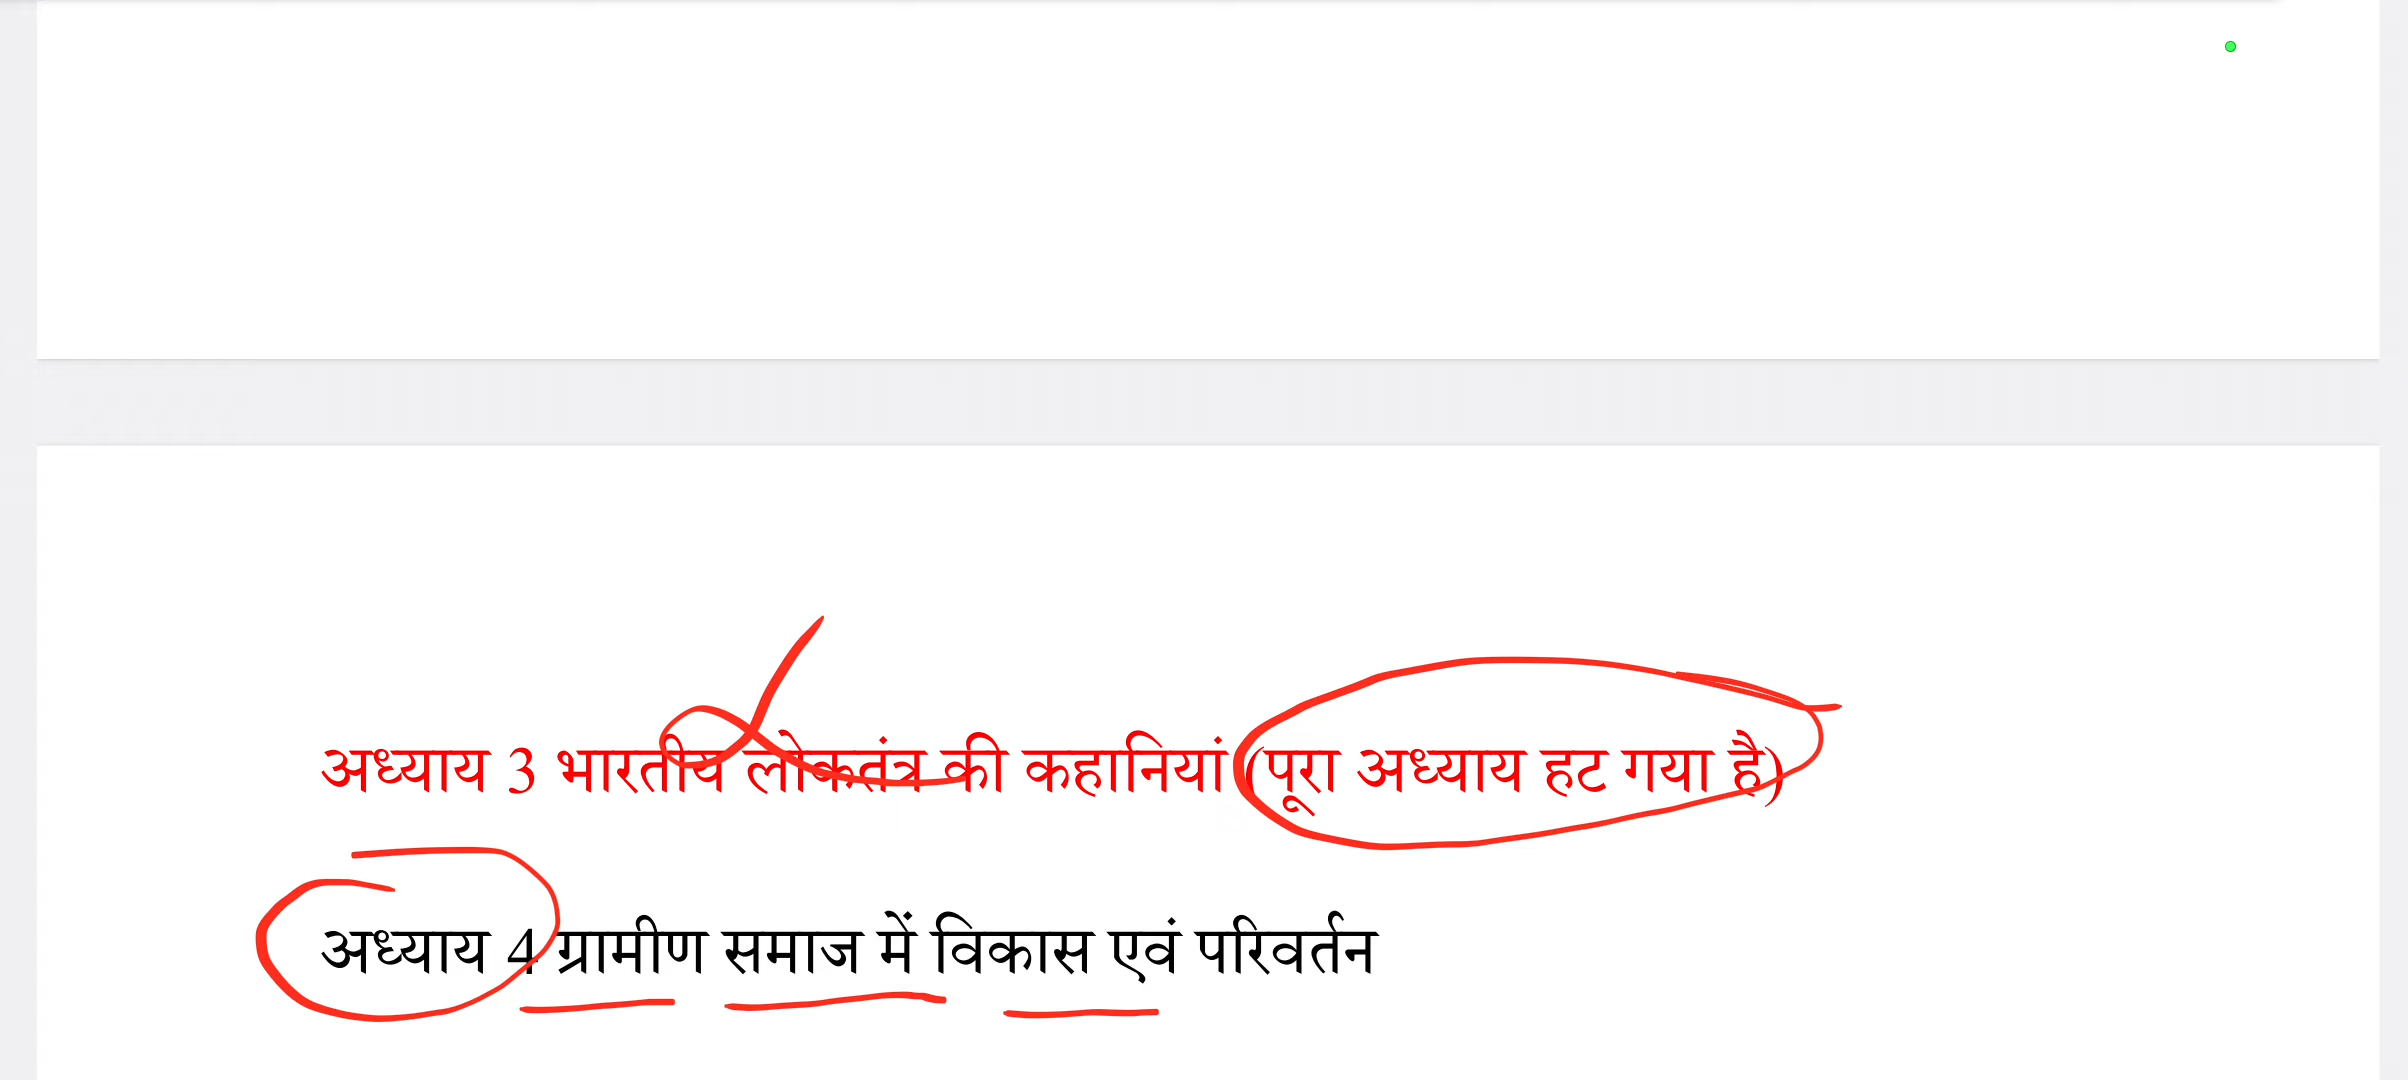 अध्याय 3 भारतीय लोकतंत्र की कहानियां (पूरा अध्याय हट गया है)
अध्याय 4 ग्रामीण समाज में विकास एवं परिवर्तन